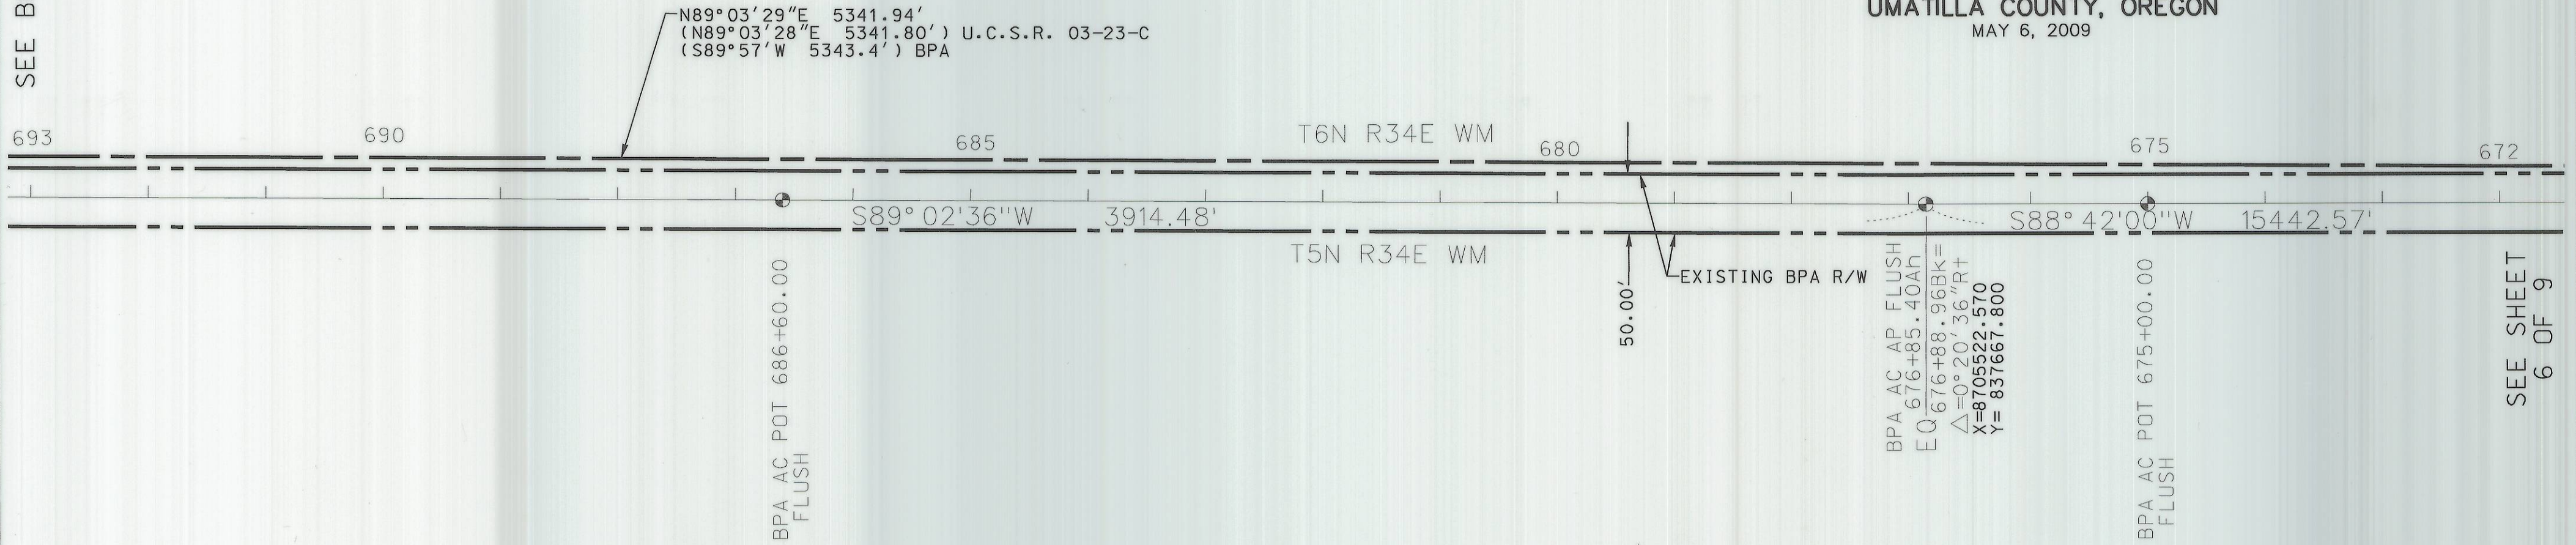 SEE B
N89°03'29"E 5341.94'
(N89°03'28"E 5341.80') U.C.S.R. 03-23-C
(S89°57'W 5343.4') BPA
UMATILLA COUNTY, OREGON
MAY 6, 2009
693
690
685
T6N R34E WM
680
675
672
S89°02'36"W 3914.48'
S88°42'00"W 15442.57'
T5N R34E WM
EXISTING BPA R/W
50.00'
BPA AC POT 686+60.00
FLUSH
BPA AC AP FLUSH
676+85.40Ah
EQ 676+88.96Bk=
△=0°20'36"Rt
X=8705522.570
Y= 837667.800
BPA AC POT 675+00.00
FLUSH
SEE SHEET
6 OF 9